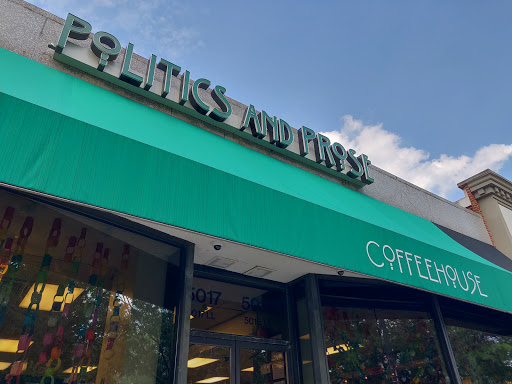 POLITICS AND PROSE
COFFEEHOUSE
5017